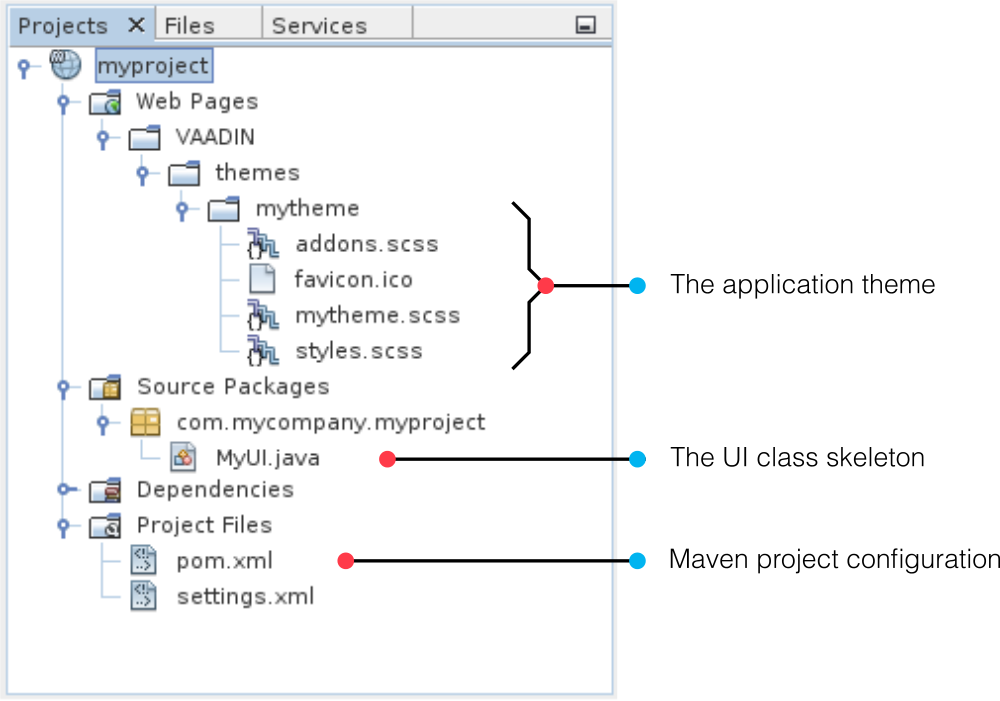 Projects Files Services
myproject
Web Pages
VAADIN
themes
mytheme
addons.scss
favicon.ico
The application theme
mytheme.scss
styles.scss
Source Packages
com.mycompany.myproject
MyUI.java The UI class skeleton
Dependencies
Project Files
pom.xml Maven project configuration
settings.xml